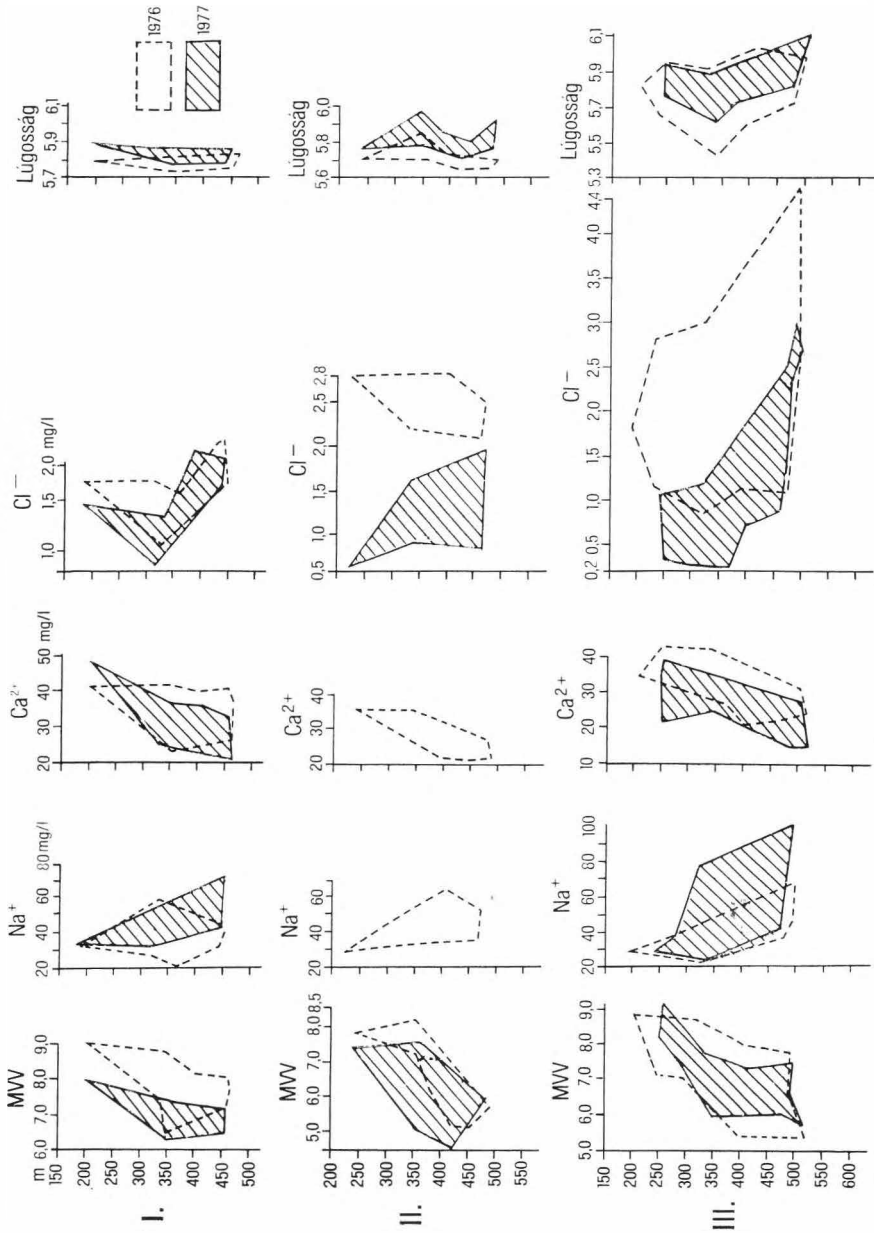 MVV Na⁺ Ca²⁺ Cl⁻ Lúgosság
6,0 7,0 8,0 9,0
20 40 60 80 mg/l
20 30 40 50 mg/l
1,0 1,5 2,0 mg/l
5,7 5,9 6,1
1976
1977
I.
m
150
200
250
300
350
400
450
MVV Na⁺ Ca²⁺ Cl⁻ Lúgosság
5,0 6,0 7,0 8,0 8,5
20 40 60
20 30 40
0,5 1,0 1,5 2,0 2,5 2,8
5,6 5,8 6,0
II.
200
250
300
350
400
450
500
550
MVV Na⁺ Ca²⁺ Cl⁻ Lúgosság
5,0 6,0 7,0 8,0 9,0
20 40 60 80 100
10 20 30 40
0,2 0,5 1,0 1,5 2,0 2,5 3,0 3,5 4,0 4,4
5,3 5,5 5,7 5,9 6,1
III.
150
200
250
300
350
400
450
500
550
600